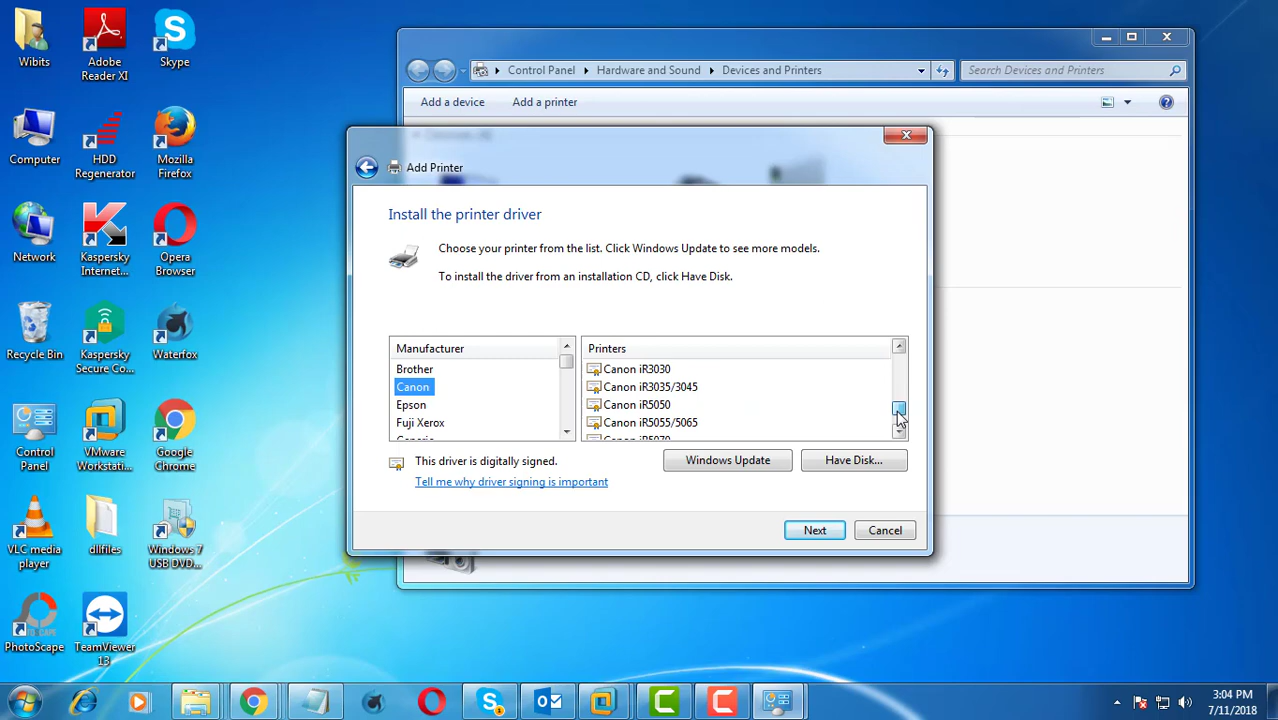 Wibits
Adobe
Reader XI
Skype
Computer
HDD
Regenerator
Mozilla
Firefox
Network
Kaspersky
Internet...
Opera
Browser
Recycle Bin
Kaspersky
Secure Co...
Waterfox
Control
Panel
VMware
Workstati...
Google
Chrome
VLC media
player
dllfiles
Windows 7
USB DVD...
PhotoScape
TeamViewer
13
Control Panel
Hardware and Sound
Devices and Printers
Search Devices and Printers
Add a device
Add a printer
Add Printer
Install the printer driver
Choose your printer from the list. Click Windows Update to see more models.
To install the driver from an installation CD, click Have Disk.
Manufacturer
Brother
Canon
Epson
Fuji Xerox
Generic
Printers
Canon iR3030
Canon iR3035/3045
Canon iR5050
Canon iR5055/5065
Canon iR5070
This driver is digitally signed.
Tell me why driver signing is important
Windows Update
Have Disk...
Next
Cancel
3:04 PM
7/11/2018